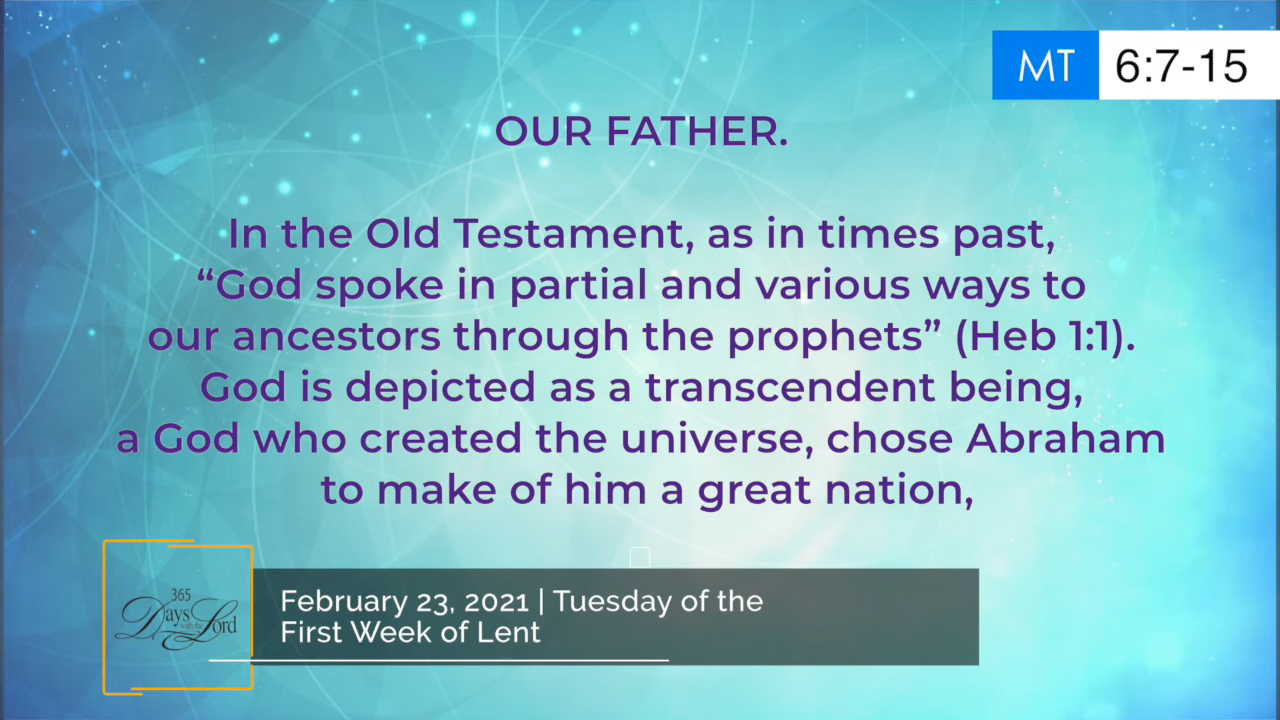 MT 6:7-15
OUR FATHER.
In the Old Testament, as in times past,
“God spoke in partial and various ways to
our ancestors through the prophets” (Heb 1:1).
God is depicted as a transcendent being,
a God who created the universe, chose Abraham
to make of him a great nation,
365
Days with the Lord
February 23, 2021 | Tuesday of the
First Week of Lent